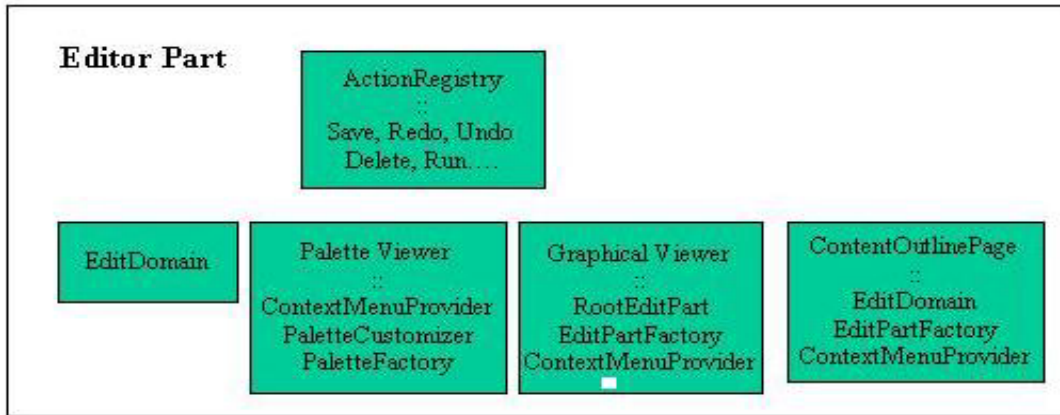 Editor Part
ActionRegistry
::
Save, Redo, Undo
Delete, Run....
EditDomain
Palette Viewer
::
ContextMenuProvider
PaletteCustomizer
PaletteFactory
Graphical Viewer
::
RootEditPart
EditPartFactory
ContextMenuProvider
ContentOutlinePage
::
EditDomain
EditPartFactory
ContextMenuProvider